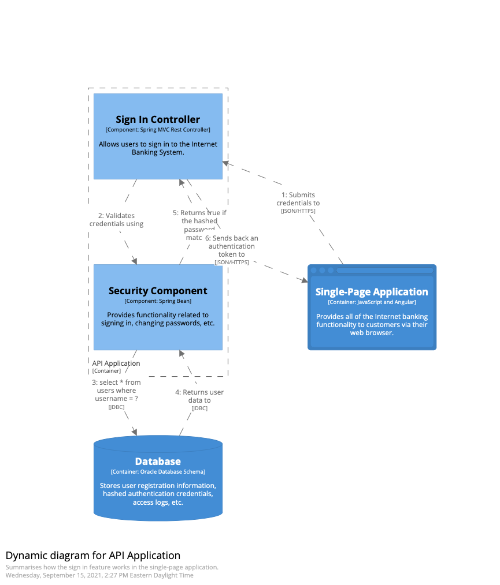 Sign In Controller
[Component: Spring MVC Rest Controller]
Allows users to sign in to the Internet
Banking System.
1: Submits
credentials to
[JSON/HTTPS]
2: Validates
credentials using
5: Returns true if
the hashed
password
matc
6: Sends back an
authentication
token to
[JSON/HTTPS]
Security Component
[Component: Spring Bean]
Provides functionality related to
signing in, changing passwords, etc.
Single-Page Application
[Container: JavaScript and Angular]
Provides all of the Internet banking
functionality to customers via their
web browser.
API Application
[Container]
3: select * from
users where
username = ?
[JDBC]
4: Returns user
data to
[JDBC]
Database
[Container: Oracle Database Schema]
Stores user registration information,
hashed authentication credentials,
access logs, etc.
Dynamic diagram for API Application
Summarises how the sign in feature works in the single-page application.
Wednesday, September 15, 2021, 2:27 PM Eastern Daylight Time